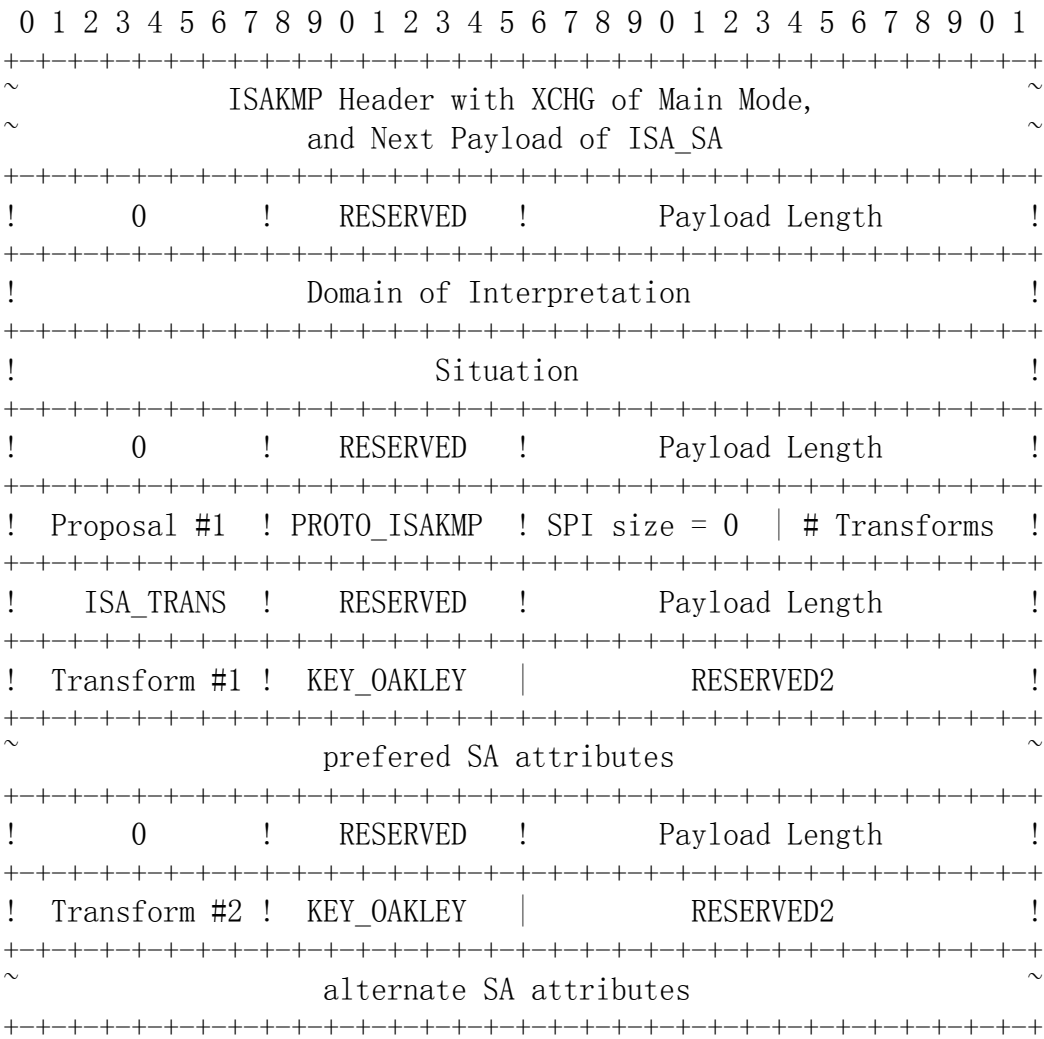 0 1 2 3 4 5 6 7 8 9 0 1 2 3 4 5 6 7 8 9 0 1 2 3 4 5 6 7 8 9 0 1
+-+-+-+-+-+-+-+-+-+-+-+-+-+-+-+-+-+-+-+-+-+-+-+-+-+-+-+-+-+-+-+-+
~             ISAKMP Header with XCHG of Main Mode,             ~
~                  and Next Payload of ISA_SA                   ~
+-+-+-+-+-+-+-+-+-+-+-+-+-+-+-+-+-+-+-+-+-+-+-+-+-+-+-+-+-+-+-+-+
!       0       !    RESERVED   !        Payload Length         !
+-+-+-+-+-+-+-+-+-+-+-+-+-+-+-+-+-+-+-+-+-+-+-+-+-+-+-+-+-+-+-+-+
!                  Domain of Interpretation                     !
+-+-+-+-+-+-+-+-+-+-+-+-+-+-+-+-+-+-+-+-+-+-+-+-+-+-+-+-+-+-+-+-+
!                          Situation                            !
+-+-+-+-+-+-+-+-+-+-+-+-+-+-+-+-+-+-+-+-+-+-+-+-+-+-+-+-+-+-+-+-+
!       0       !    RESERVED   !        Payload Length         !
+-+-+-+-+-+-+-+-+-+-+-+-+-+-+-+-+-+-+-+-+-+-+-+-+-+-+-+-+-+-+-+-+
!  Proposal #1  ! PROTO_ISAKMP  ! SPI size = 0  | # Transforms  !
+-+-+-+-+-+-+-+-+-+-+-+-+-+-+-+-+-+-+-+-+-+-+-+-+-+-+-+-+-+-+-+-+
!    ISA_TRANS  !    RESERVED   !        Payload Length         !
+-+-+-+-+-+-+-+-+-+-+-+-+-+-+-+-+-+-+-+-+-+-+-+-+-+-+-+-+-+-+-+-+
!  Transform #1 !  KEY_OAKLEY   |          RESERVED2            !
+-+-+-+-+-+-+-+-+-+-+-+-+-+-+-+-+-+-+-+-+-+-+-+-+-+-+-+-+-+-+-+-+
~                   prefered SA attributes                      ~
+-+-+-+-+-+-+-+-+-+-+-+-+-+-+-+-+-+-+-+-+-+-+-+-+-+-+-+-+-+-+-+-+
!       0       !    RESERVED   !        Payload Length         !
+-+-+-+-+-+-+-+-+-+-+-+-+-+-+-+-+-+-+-+-+-+-+-+-+-+-+-+-+-+-+-+-+
!  Transform #2 !  KEY_OAKLEY   |          RESERVED2            !
+-+-+-+-+-+-+-+-+-+-+-+-+-+-+-+-+-+-+-+-+-+-+-+-+-+-+-+-+-+-+-+-+
~                   alternate SA attributes                     ~
+-+-+-+-+-+-+-+-+-+-+-+-+-+-+-+-+-+-+-+-+-+-+-+-+-+-+-+-+-+-+-+-+